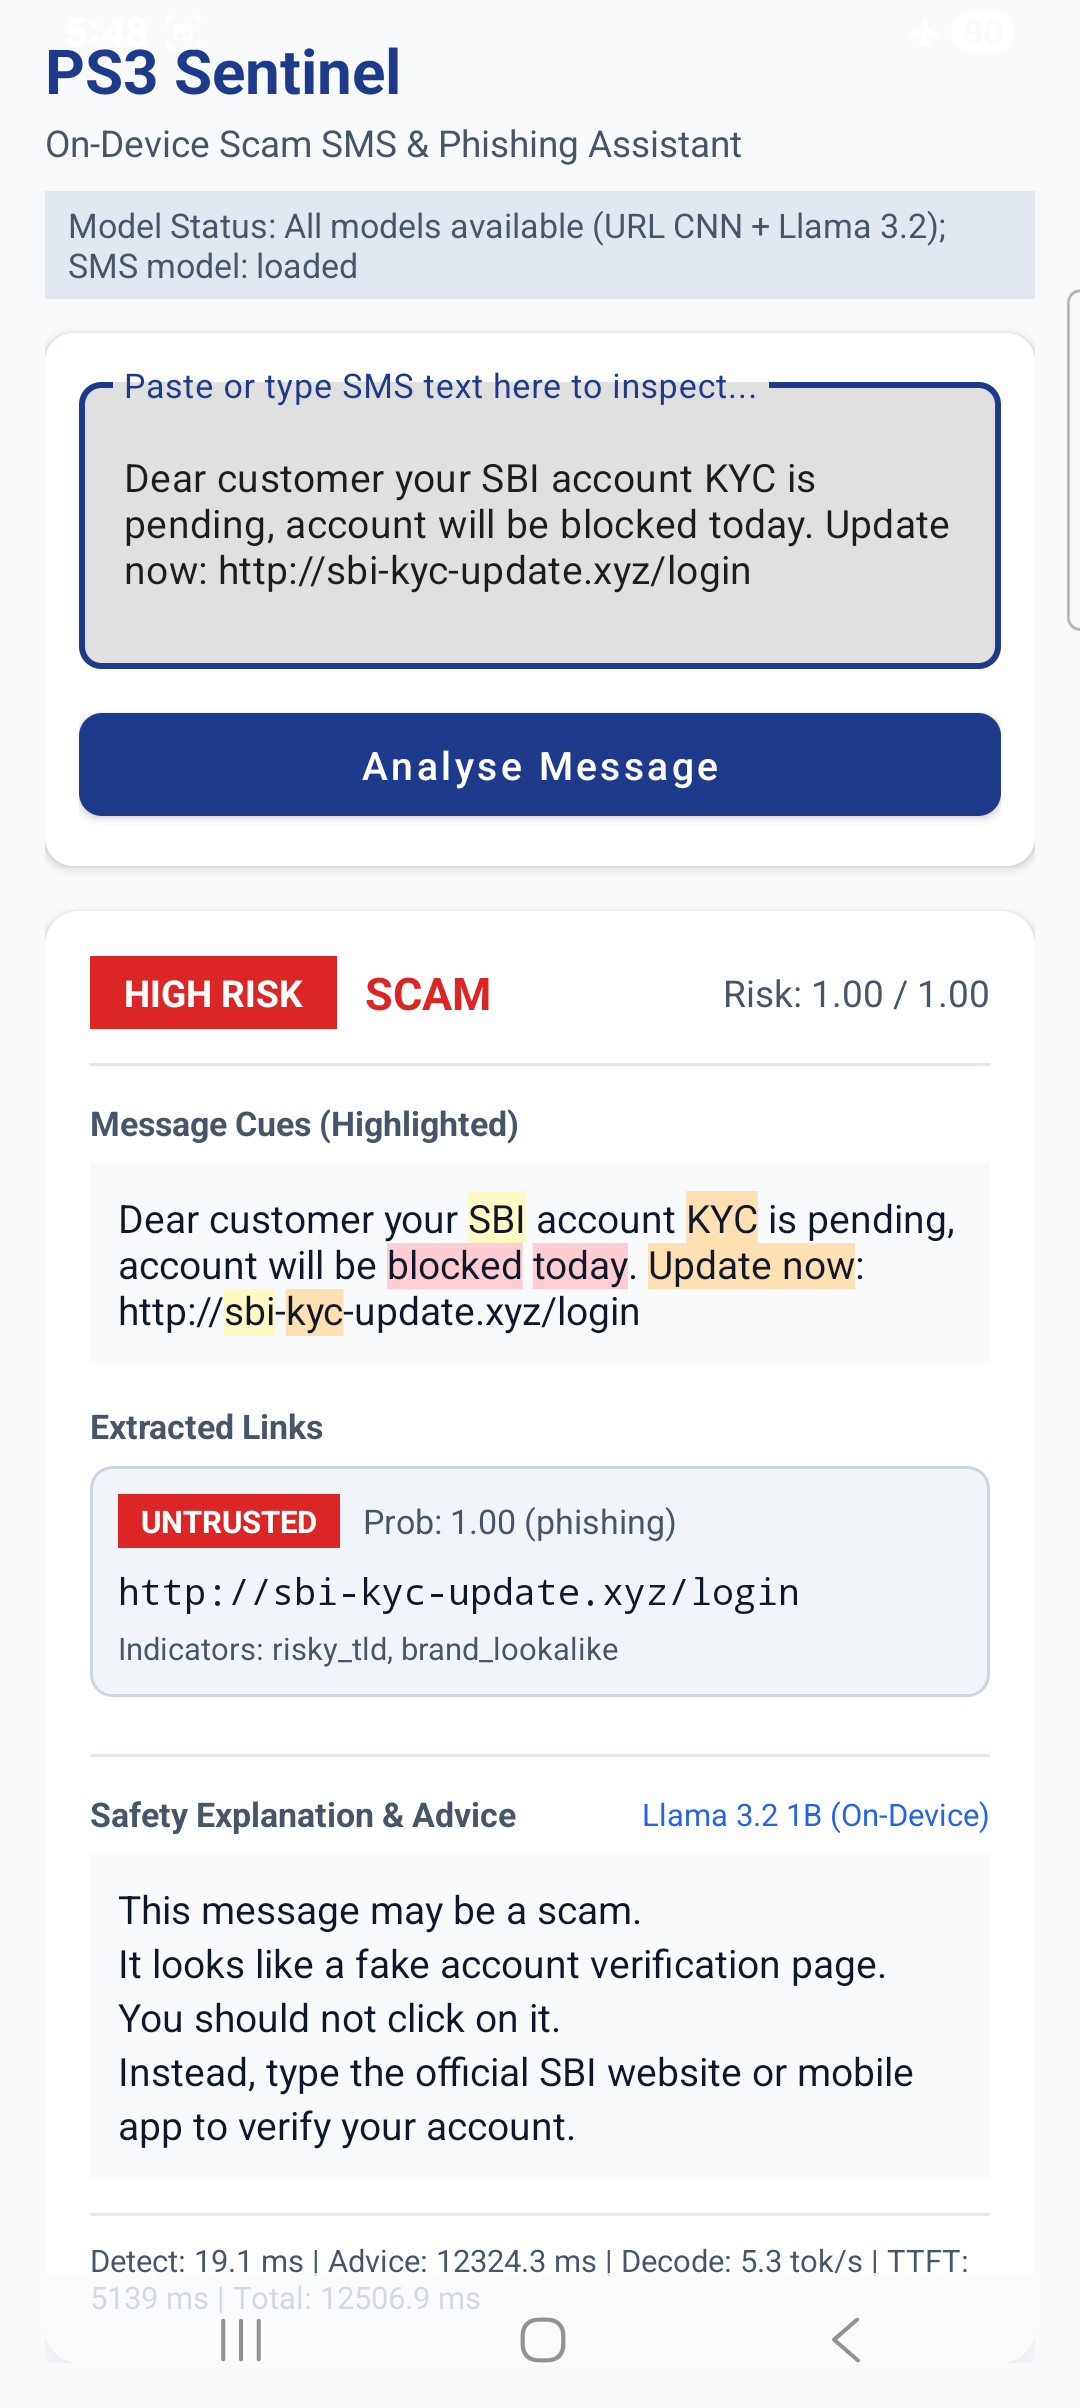 5:48
90
PS3 Sentinel
On-Device Scam SMS & Phishing Assistant
Model Status: All models available (URL CNN + Llama 3.2);
SMS model: loaded
Paste or type SMS text here to inspect...
Dear customer your SBI account KYC is
pending, account will be blocked today. Update
now: http://sbi-kyc-update.xyz/login
Analyse Message
HIGH RISK SCAM Risk: 1.00 / 1.00
Message Cues (Highlighted)
Dear customer your SBI account KYC is pending,
account will be blocked today. Update now:
http://sbi-kyc-update.xyz/login
Extracted Links
UNTRUSTED Prob: 1.00 (phishing)
http://sbi-kyc-update.xyz/login
Indicators: risky_tld, brand_lookalike
Safety Explanation & Advice Llama 3.2 1B (On-Device)
This message may be a scam.
It looks like a fake account verification page.
You should not click on it.
Instead, type the official SBI website or mobile
app to verify your account.
Detect: 19.1 ms | Advice: 12324.3 ms | Decode: 5.3 tok/s | TTFT:
5139 ms | Total: 12506.9 ms